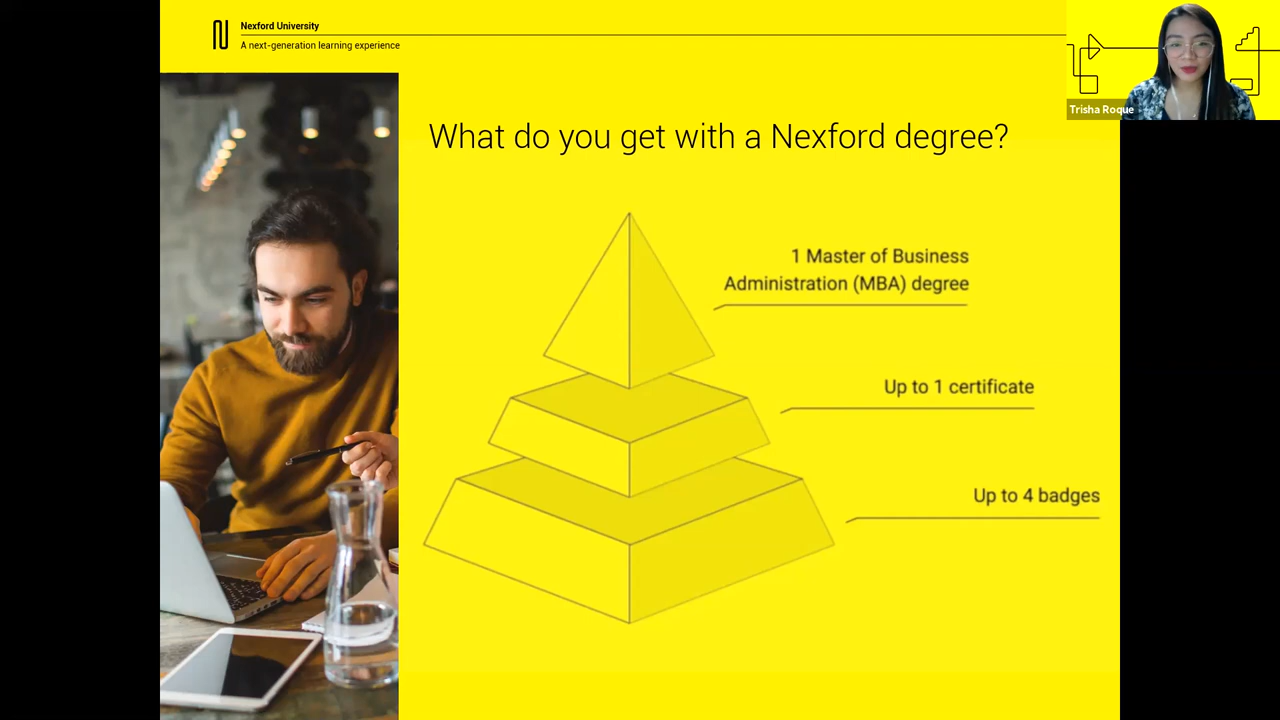 Nexford University
A next-generation learning experience
Trisha Roque
What do you get with a Nexford degree?
1 Master of Business
Administration (MBA) degree
Up to 1 certificate
Up to 4 badges